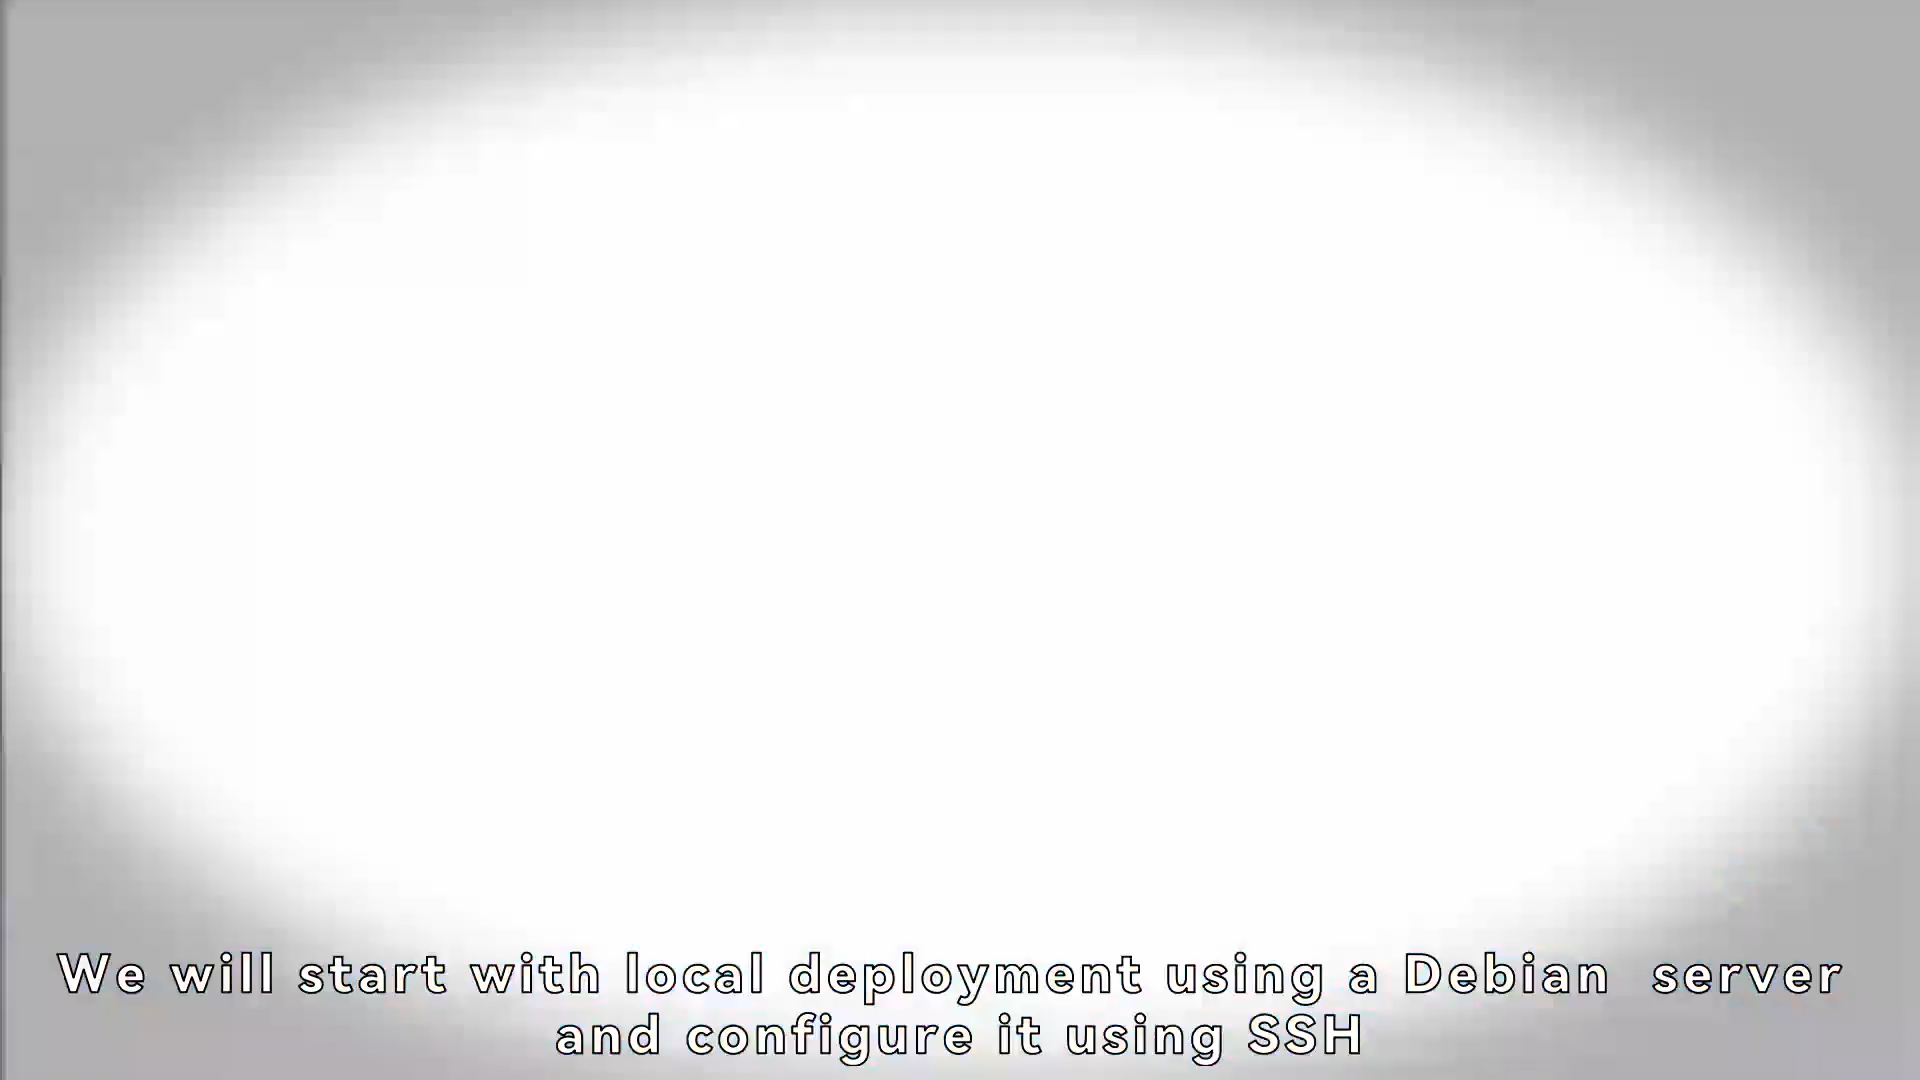 We will start with local deployment using a Debian  server
and configure it using SSH